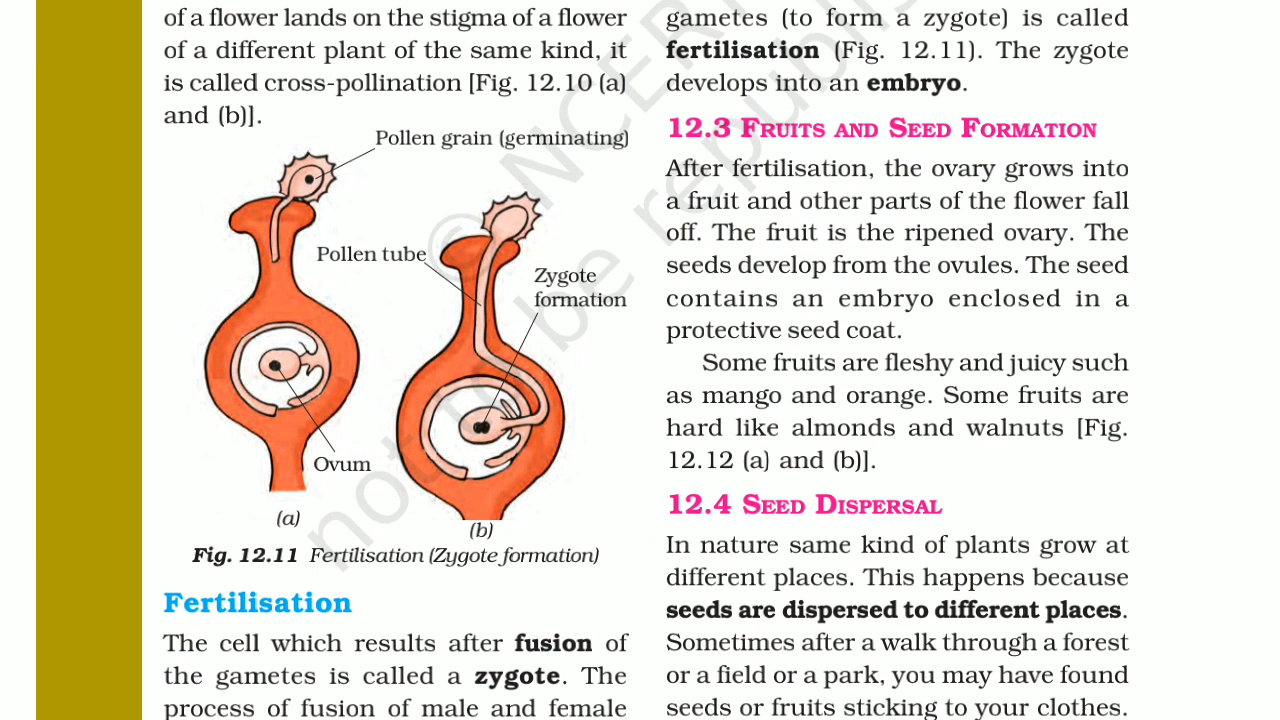 of a flower lands on the stigma of a flower
of a different plant of the same kind, it
is called cross-pollination [Fig. 12.10 (a)
and (b)].
Pollen grain (germinating)
Pollen tube
Zygote
formation
Ovum
(a)
(b)
Fig. 12.11 Fertilisation (Zygote formation)
Fertilisation
The cell which results after fusion of
the gametes is called a zygote. The
process of fusion of male and female
gametes (to form a zygote) is called
fertilisation (Fig. 12.11). The zygote
develops into an embryo.
12.3 FRUITS AND SEED FORMATION
After fertilisation, the ovary grows into
a fruit and other parts of the flower fall
off. The fruit is the ripened ovary. The
seeds develop from the ovules. The seed
contains an embryo enclosed in a
protective seed coat.
Some fruits are fleshy and juicy such
as mango and orange. Some fruits are
hard like almonds and walnuts [Fig.
12.12 (a) and (b)].
12.4 SEED DISPERSAL
In nature same kind of plants grow at
different places. This happens because
seeds are dispersed to different places.
Sometimes after a walk through a forest
or a field or a park, you may have found
seeds or fruits sticking to your clothes.
© NCERT
not be